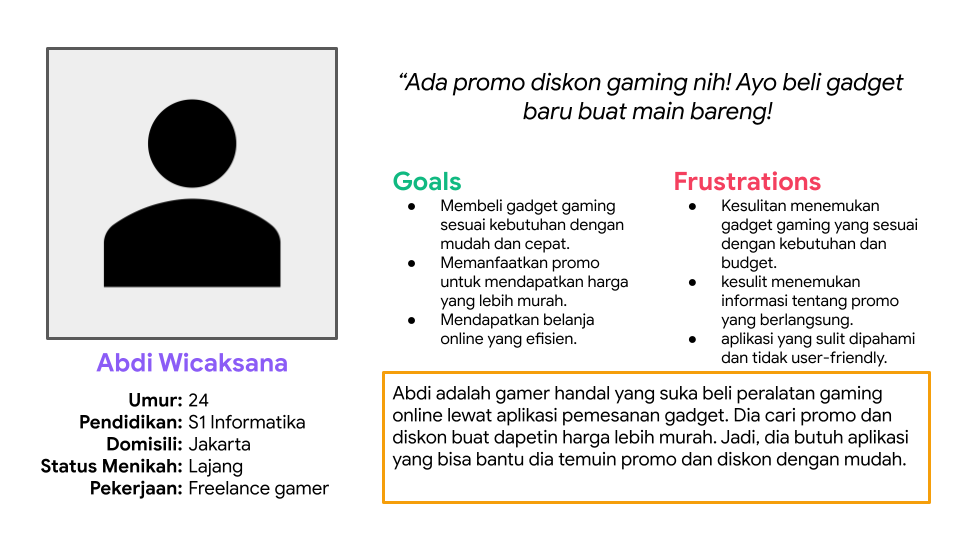 “Ada promo diskon gaming nih! Ayo beli gadget
baru buat main bareng!
Goals
● Membeli gadget gaming
sesuai kebutuhan dengan
mudah dan cepat.
● Memanfaatkan promo
untuk mendapatkan harga
yang lebih murah.
● Mendapatkan belanja
online yang efisien.
Frustrations
● Kesulitan menemukan
gadget gaming yang sesuai
dengan kebutuhan dan
budget.
● kesulit menemukan
informasi tentang promo
yang berlangsung.
● aplikasi yang sulit dipahami
dan tidak user-friendly.
Abdi Wicaksana
Umur: 24
Pendidikan: S1 Informatika
Domisili: Jakarta
Status Menikah: Lajang
Pekerjaan: Freelance gamer
Abdi adalah gamer handal yang suka beli peralatan gaming
online lewat aplikasi pemesanan gadget. Dia cari promo dan
diskon buat dapetin harga lebih murah. Jadi, dia butuh aplikasi
yang bisa bantu dia temuin promo dan diskon dengan mudah.